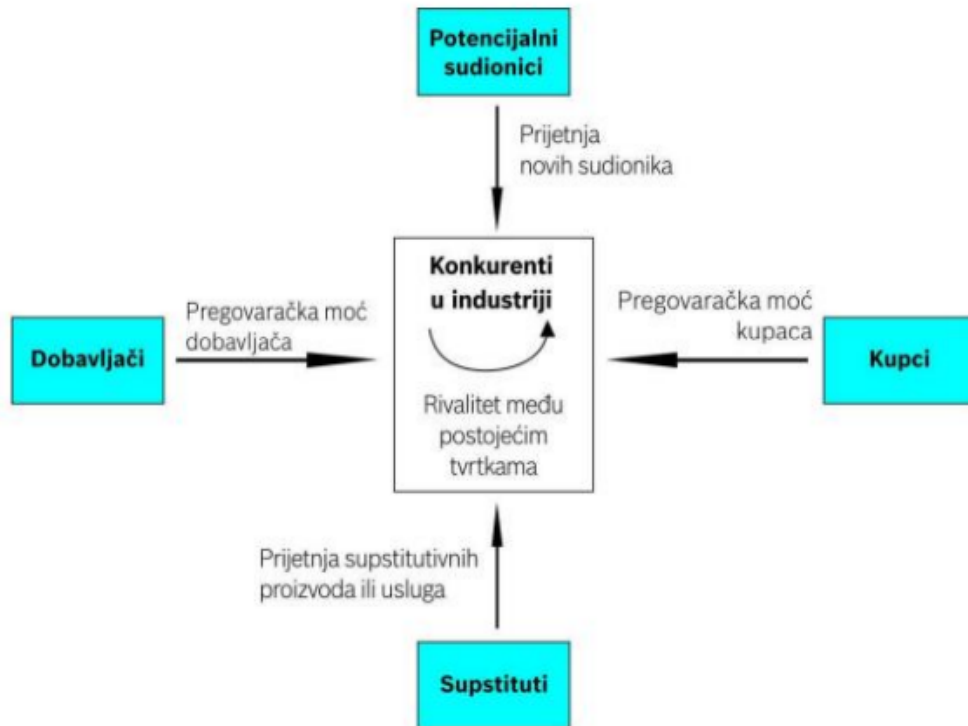 Potencijalni
sudionici
Prijetnja
novih sudionika
Konkurenti
u industriji
Pregovaračka moć
dobavljača
Pregovaračka moć
kupaca
Dobavljači
Kupci
Rivalitet među
postojećim
tvrtkama
Prijetnja supstitutivnih
proizvoda ili usluga
Supstituti